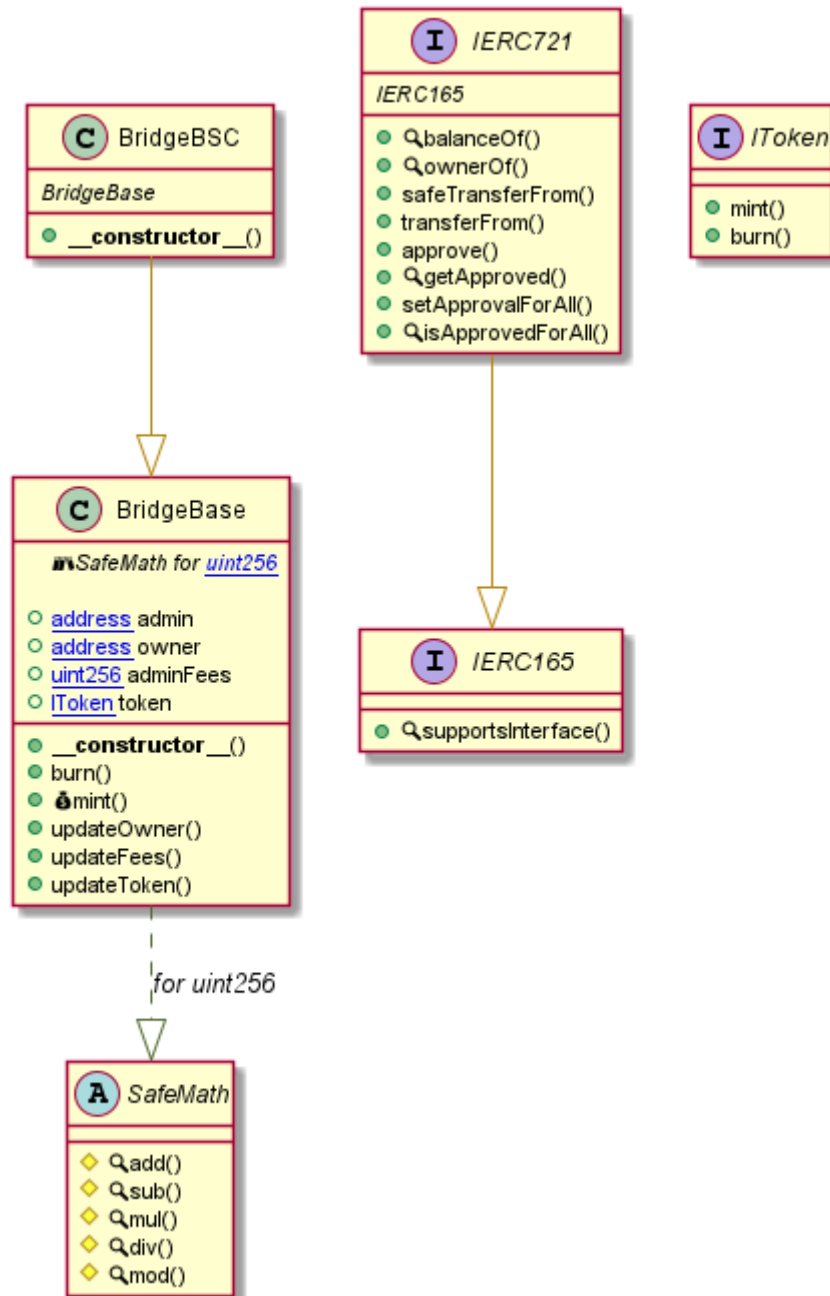 C BridgeBSC
BridgeBase
__constructor__()
I IERC721
IERC165
balanceOf()
ownerOf()
safeTransferFrom()
transferFrom()
approve()
getApproved()
setApprovalForAll()
isApprovedForAll()
I IToken
mint()
burn()
C BridgeBase
SafeMath for uint256
address admin
address owner
uint256 adminFees
IToken token
__constructor__()
burn()
mint()
updateOwner()
updateFees()
updateToken()
I IERC165
supportsInterface()
for uint256
A SafeMath
add()
sub()
mul()
div()
mod()